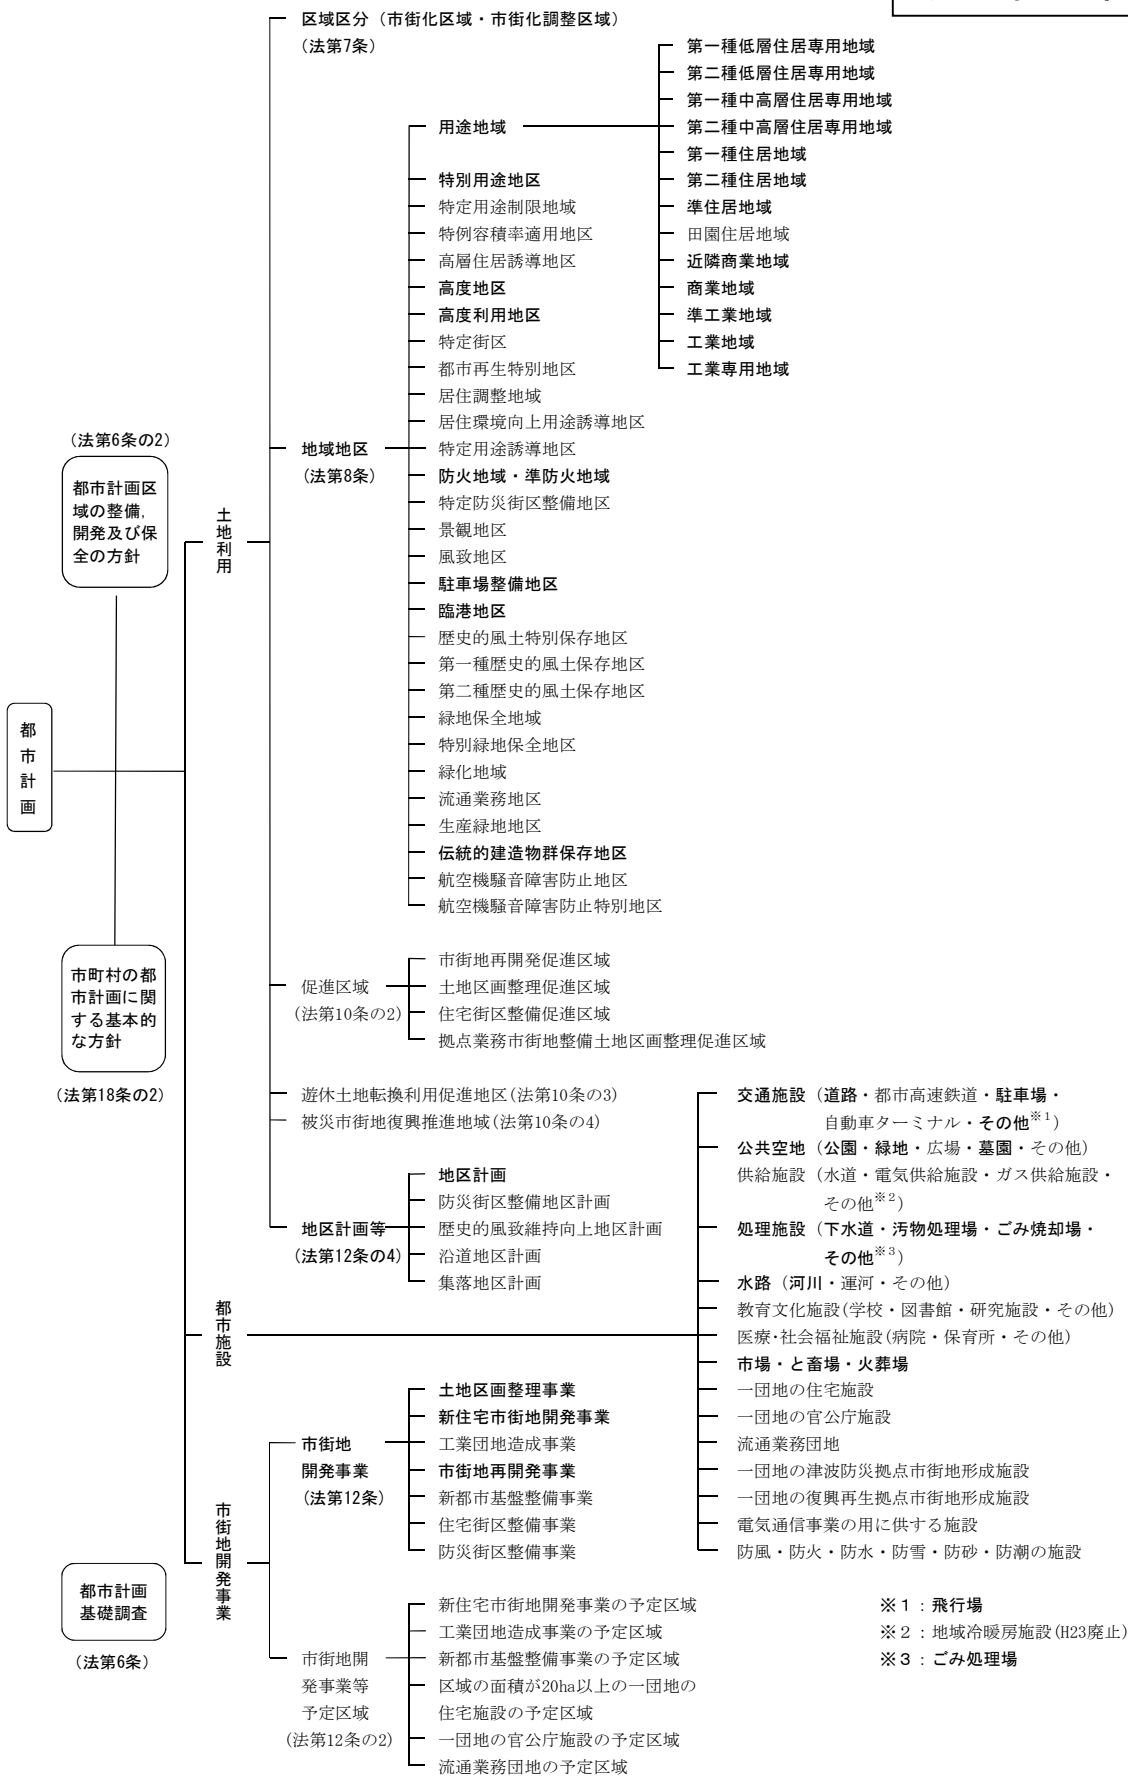 区域区分（市街化区域・市街化調整区域）
（法第7条）
第一種低層住居専用地域
第二種低層住居専用地域
第一種中高層住居専用地域
用途地域
第二種中高層住居専用地域
第一種住居地域
特別用途地区
第二種住居地域
特定用途制限地域
準住居地域
特例容積率適用地区
田園住居地域
高層住居誘導地区
近隣商業地域
高度地区
商業地域
高度利用地区
準工業地域
特定街区
工業地域
都市再生特別地区
工業専用地域
居住調整地域
居住環境向上用途誘導地区
地域地区
（法第8条）
特定用途誘導地区
防火地域・準防火地域
特定防災街区整備地区
景観地区
風致地区
駐車場整備地区
臨港地区
歴史的風土特別保存地区
第一種歴史的風土保存地区
第二種歴史的風土保存地区
緑地保全地域
特別緑地保全地区
緑化地域
流通業務地区
生産緑地地区
伝統的建造物群保存地区
航空機騒音障害防止地区
航空機騒音障害防止特別地区
（法第6条の2）
都市計画区
域の整備，
開発及び保
全の方針
土地利用
都市計画
市町村の都
市計画に関
する基本的
な方針
（法第18条の2）
促進区域
(法第10条の2)
市街地再開発促進区域
土地区画整理促進区域
住宅街区整備促進区域
拠点業務市街地整備土地区画整理促進区域
遊休土地転換利用促進地区(法第10条の3)
被災市街地復興推進地域(法第10条の4)
地区計画等
(法第12条の4)
地区計画
防災街区整備地区計画
歴史的風致維持向上地区計画
沿道地区計画
集落地区計画
都市施設
交通施設（道路・都市高速鉄道・駐車場・
自動車ターミナル・その他※1）
公共空地（公園・緑地・広場・墓園・その他）
供給施設（水道・電気供給施設・ガス供給施設・
その他※2）
処理施設（下水道・汚物処理場・ごみ焼却場・
その他※3）
水路（河川・運河・その他）
教育文化施設(学校・図書館・研究施設・その他)
医療・社会福祉施設(病院・保育所・その他)
市場・と畜場・火葬場
一団地の住宅施設
一団地の官公庁施設
流通業務団地
一団地の津波防災拠点市街地形成施設
一団地の復興再生拠点市街地形成施設
電気通信事業の用に供する施設
防風・防火・防水・防雪・防砂・防潮の施設
市街地開発事業
市街地
開発事業
（法第12条）
土地区画整理事業
新住宅市街地開発事業
工業団地造成事業
市街地再開発事業
新都市基盤整備事業
住宅街区整備事業
防災街区整備事業
都市計画
基礎調査
（法第6条）
市街地開
発事業等
予定区域
(法第12条の2)
新住宅市街地開発事業の予定区域
工業団地造成事業の予定区域
新都市基盤整備事業の予定区域
区域の面積が20ha以上の一団地の
住宅施設の予定区域
一団地の官公庁施設の予定区域
流通業務団地の予定区域
※1：飛行場
※2：地域冷暖房施設(H23廃止)
※3：ごみ処理場